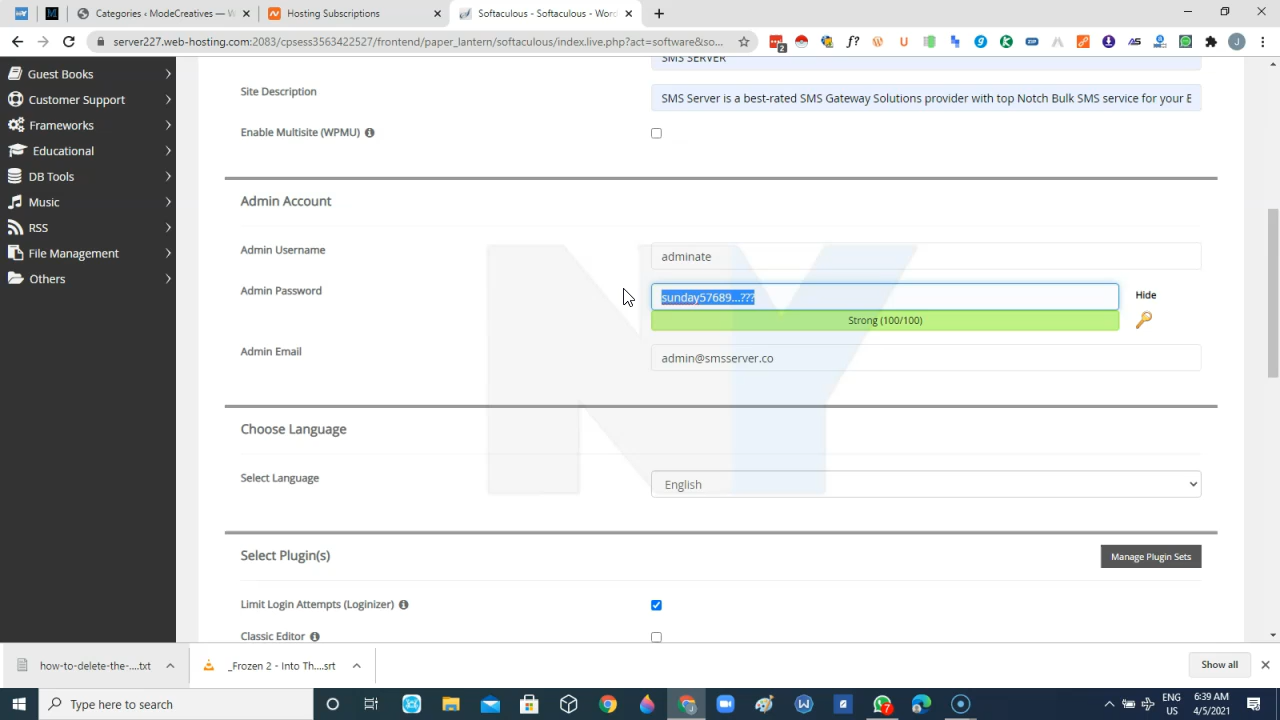 Categories ‹ ModeCreatives — W
Hosting Subscriptions
Softaculous - Softaculous - Wor
server227.web-hosting.com:2083/cpsess3563422527/frontend/paper_lantern/softaculous/index.live.php?act=software&so...
Guest Books
Customer Support
Frameworks
Educational
DB Tools
Music
RSS
File Management
Others
SMS SERVER
Site Description
SMS Server is a best-rated SMS Gateway Solutions provider with top Notch Bulk SMS service for your E
Enable Multisite (WPMU)
Admin Account
Admin Username
adminate
Admin Password
sunday57689...???
Hide
Strong (100/100)
Admin Email
admin@smsserver.co
Choose Language
Select Language
English
Select Plugin(s)
Manage Plugin Sets
Limit Login Attempts (Loginizer)
Classic Editor
NY
how-to-delete-the-....txt
_Frozen 2 - Into Th....srt
Show all
Type here to search
7
ENG
US
6:39 AM
4/5/2021